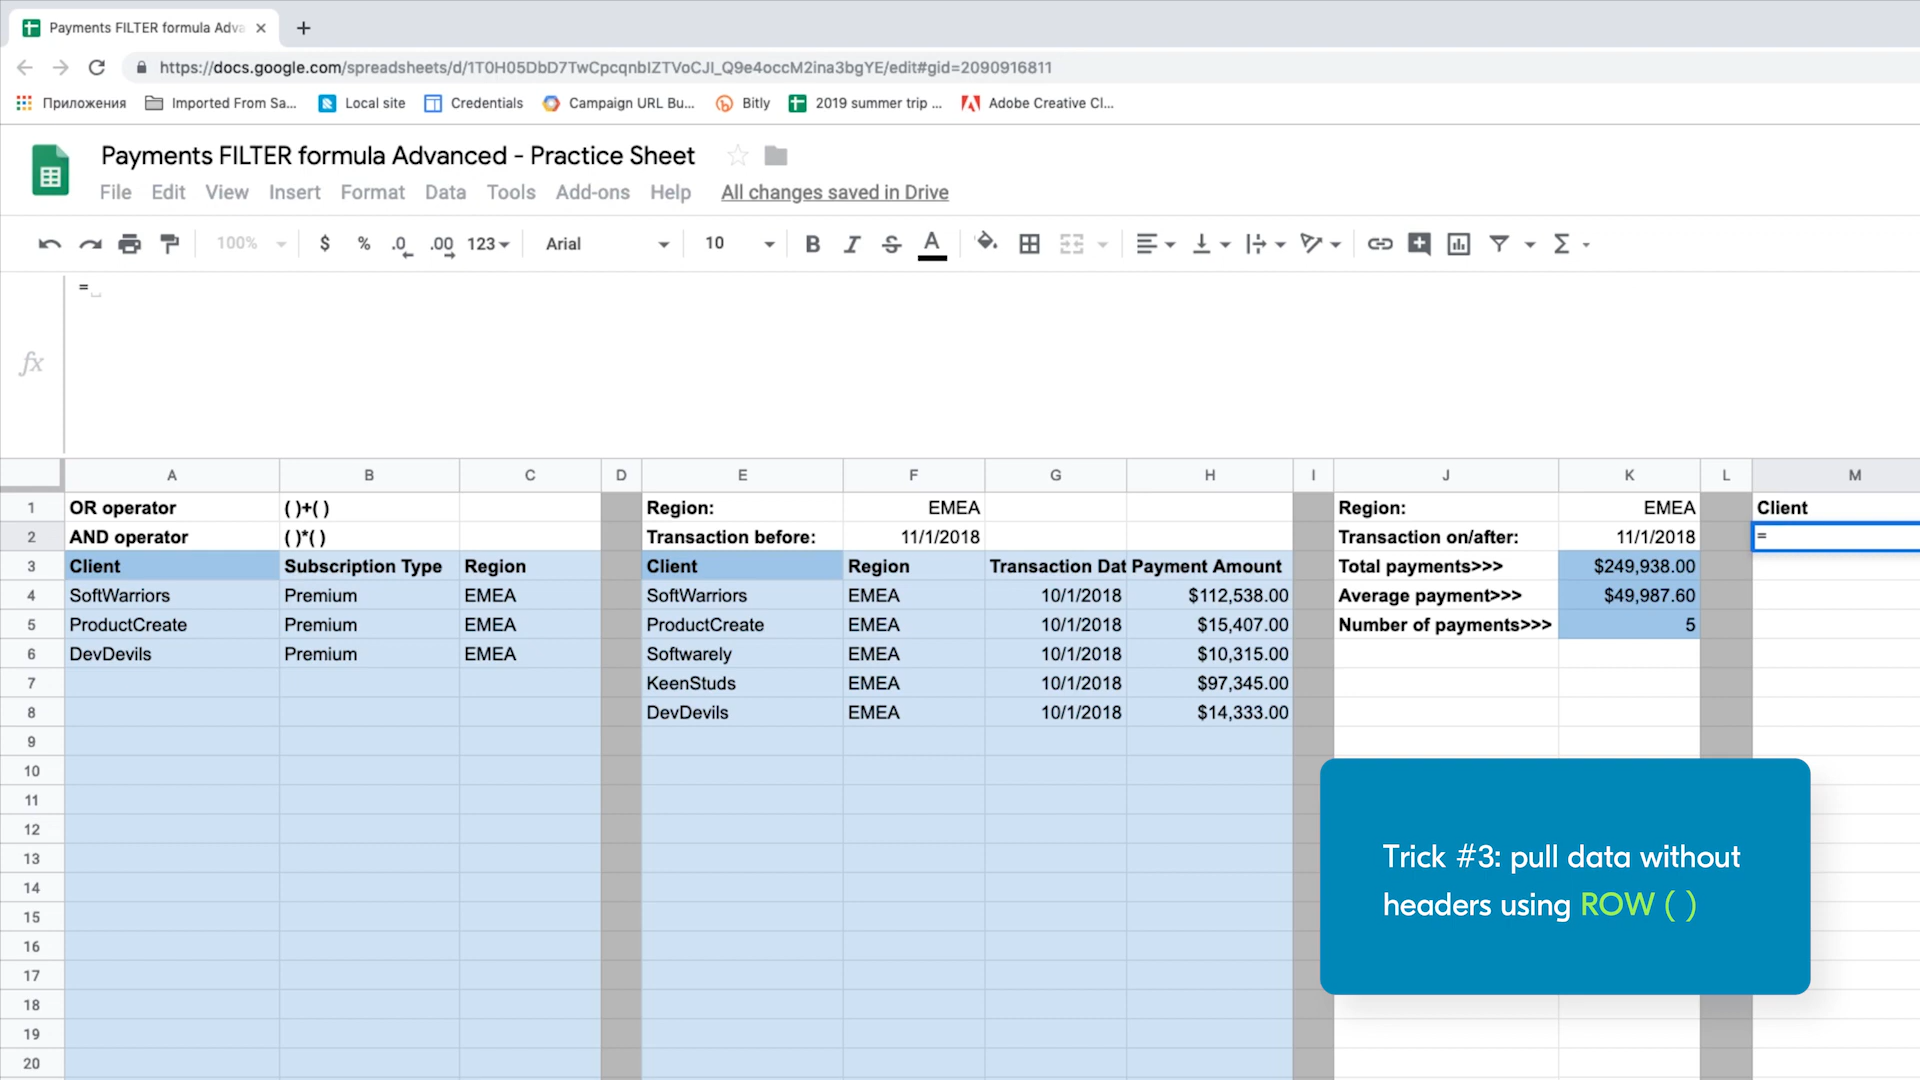 Payments FILTER formula Adva
https://docs.google.com/spreadsheets/d/1T0H05DbD7TwCpcqnbIZTVoCJI_Q9e4occM2ina3bgYE/edit#gid=2090916811
Приложения Imported From Sa... Local site Credentials Campaign URL Bu... Bitly 2019 summer trip ... Adobe Creative Cl...
Payments FILTER formula Advanced - Practice Sheet
File Edit View Insert Format Data Tools Add-ons Help All changes saved in Drive
100% $ % .0 .00 123 Arial 10 B I S A Σ
=
fx
A B C D E F G H I J K L M
1 OR operator ( )+( ) Region: EMEA Region: EMEA Client
2 AND operator ( )*( ) Transaction before: 11/1/2018 Transaction on/after: 11/1/2018 =
3 Client Subscription Type Region Client Region Transaction Dat Payment Amount Total payments>>> $249,938.00
4 SoftWarriors Premium EMEA SoftWarriors EMEA 10/1/2018 $112,538.00 Average payment>>> $49,987.60
5 ProductCreate Premium EMEA ProductCreate EMEA 10/1/2018 $15,407.00 Number of payments>>> 5
6 DevDevils Premium EMEA Softwarely EMEA 10/1/2018 $10,315.00
7 KeenStuds EMEA 10/1/2018 $97,345.00
8 DevDevils EMEA 10/1/2018 $14,333.00
9
10
11
12
13
14
15
16
17
18
19
20
Trick #3: pull data without
headers using ROW ( )